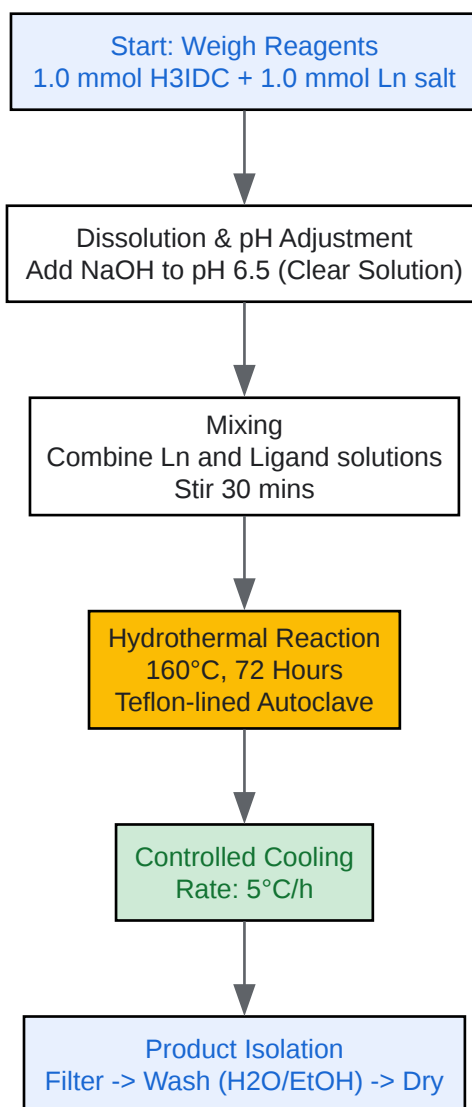 Start: Weigh Reagents
1.0 mmol H3IDC + 1.0 mmol Ln salt
Dissolution & pH Adjustment
Add NaOH to pH 6.5 (Clear Solution)
Mixing
Combine Ln and Ligand solutions
Stir 30 mins
Hydrothermal Reaction
160°C, 72 Hours
Teflon-lined Autoclave
Controlled Cooling
Rate: 5°C/h
Product Isolation
Filter -> Wash (H2O/EtOH) -> Dry